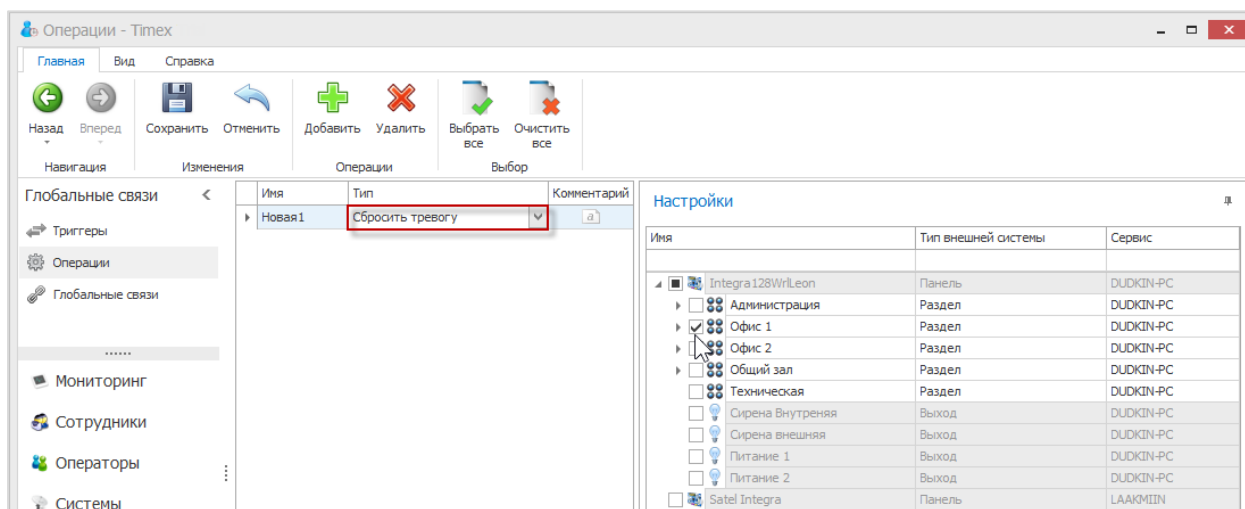 Операции - Timex
Главная Вид Справка
Назад Вперед Сохранить Отменить Добавить Удалить Выбрать все Очистить все
Навигация Изменения Операции Выбор
Глобальные связи
Триггеры
Операции
Глобальные связи
Мониторинг
Сотрудники
Операторы
Системы
Имя Тип Комментарий
Новая1 Сбросить тревогу a
Настройки
Имя Тип внешней системы Сервис
Integra128WrlLeon Панель DUDKIN-PC
Администрация Раздел DUDKIN-PC
Офис 1 Раздел DUDKIN-PC
Офис 2 Раздел DUDKIN-PC
Общий зал Раздел DUDKIN-PC
Техническая Раздел DUDKIN-PC
Сирена Внутреняя Выход DUDKIN-PC
Сирена внешняя Выход DUDKIN-PC
Питание 1 Выход DUDKIN-PC
Питание 2 Выход DUDKIN-PC
Satel Integra Панель LAAKMIIN